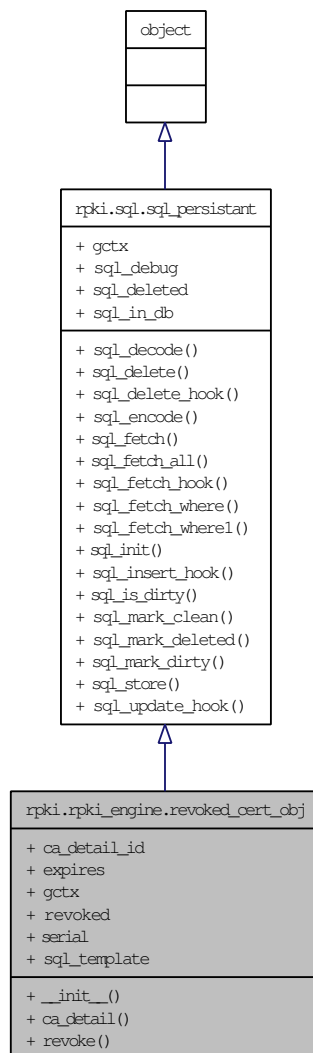 object
rpki.sql.sql_persistant
+ gctx
+ sql_debug
+ sql_deleted
+ sql_in_db
+ sql_decode()
+ sql_delete()
+ sql_delete_hook()
+ sql_encode()
+ sql_fetch()
+ sql_fetch_all()
+ sql_fetch_hook()
+ sql_fetch_where()
+ sql_fetch_where1()
+ sql_init()
+ sql_insert_hook()
+ sql_is_dirty()
+ sql_mark_clean()
+ sql_mark_deleted()
+ sql_mark_dirty()
+ sql_store()
+ sql_update_hook()
rpki.rpki_engine.revoked_cert_obj
+ ca_detail_id
+ expires
+ gctx
+ revoked
+ serial
+ sql_template
+ __init__()
+ ca_detail()
+ revoke()